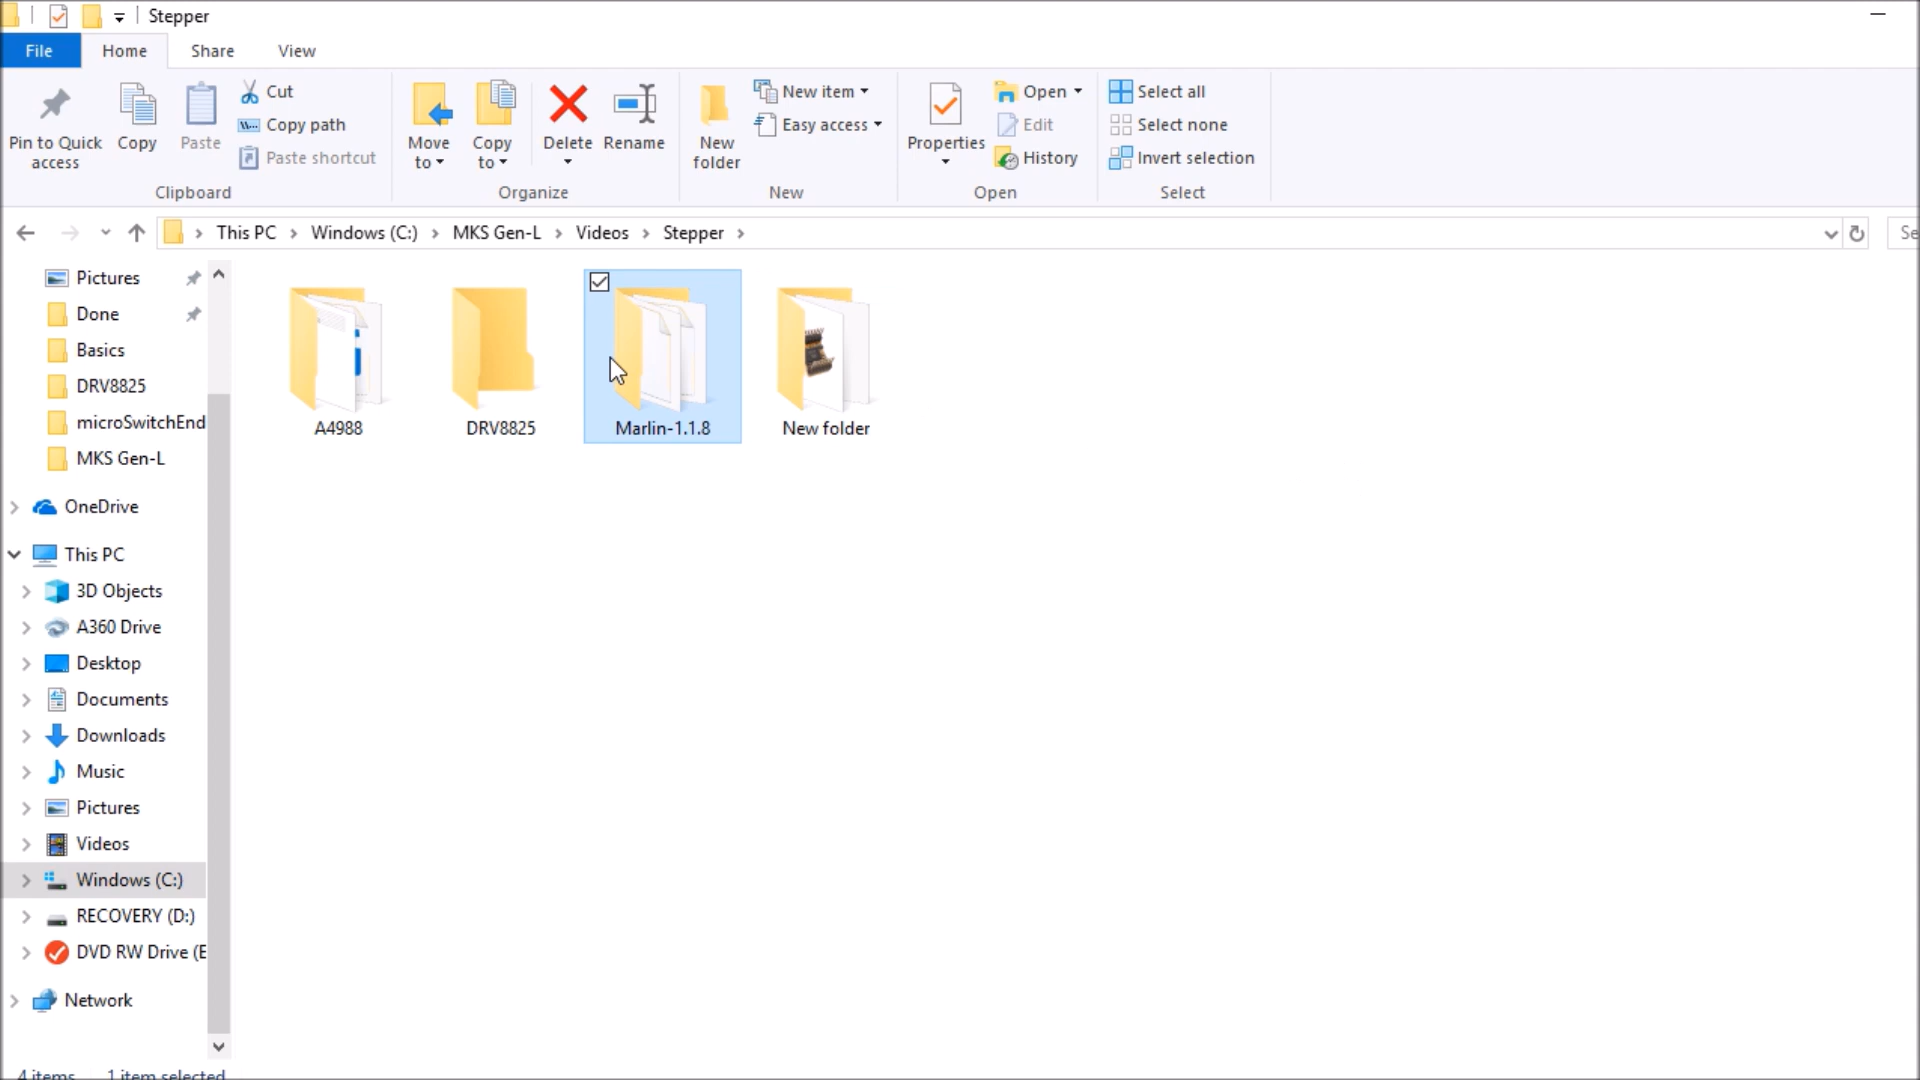 Stepper
File Home Share View
Pin to Quick access
Copy
Paste
Cut
Copy path
Paste shortcut
Clipboard
Move to
Copy to
Delete
Rename
Organize
New folder
New item
Easy access
New
Properties
Open
Edit
History
Open
Select all
Select none
Invert selection
Select
This PC > Windows (C:) > MKS Gen-L > Videos > Stepper >
Se
Pictures
Done
Basics
DRV8825
microSwitchEnd
MKS Gen-L
OneDrive
This PC
3D Objects
A360 Drive
Desktop
Documents
Downloads
Music
Pictures
Videos
Windows (C:)
RECOVERY (D:)
DVD RW Drive (E
Network
A4988
DRV8825
Marlin-1.1.8
New folder
4 items 1 item selected